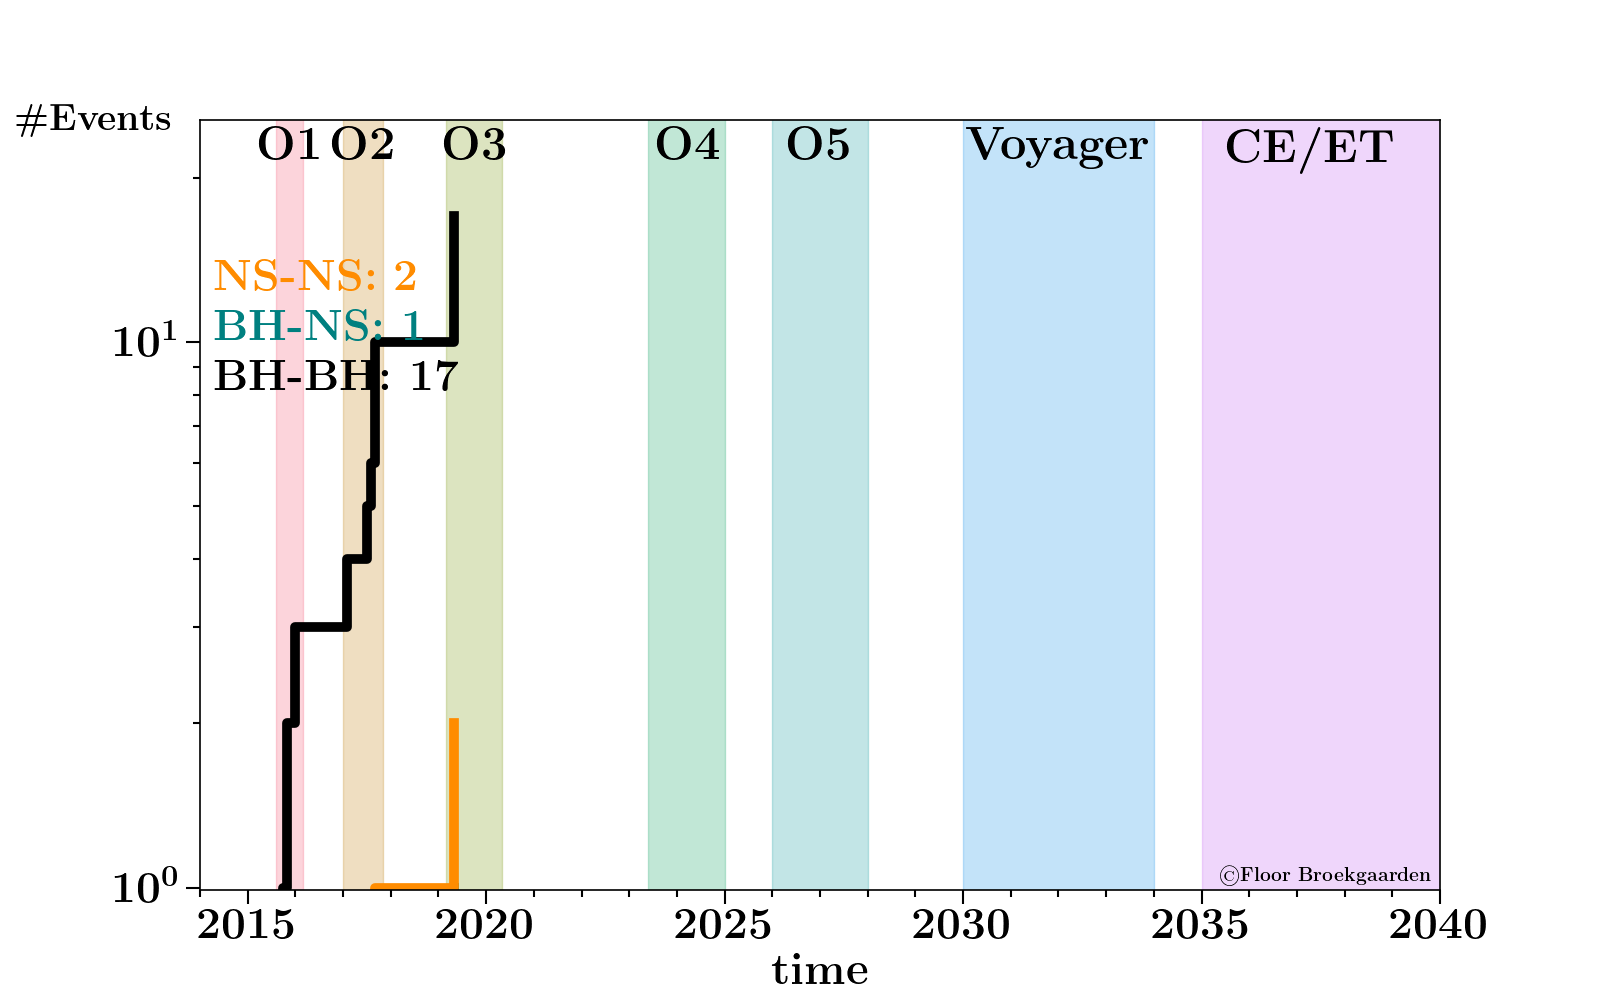 #Events
O1 O2 O3 O4 O5 Voyager CE/ET
NS-NS: 2
BH-NS: 1
BH-BH: 17
10¹
10⁰
©Floor Broekgaarden
2015 2020 2025 2030 2035 2040
time